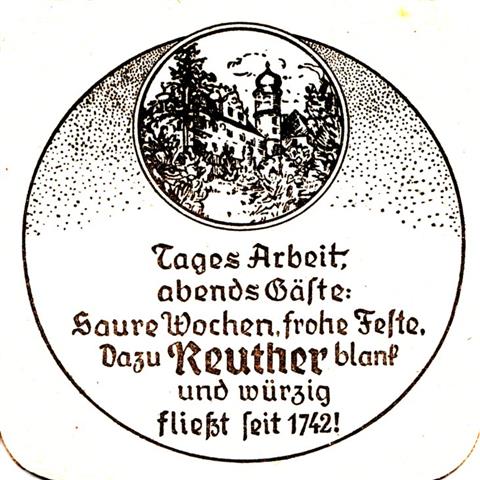 Tages Arbeit,
abends Gäste:
Saure Wochen, frohe Feste,
Dazu Reuther blank
und würzig
fließt seit 1742!